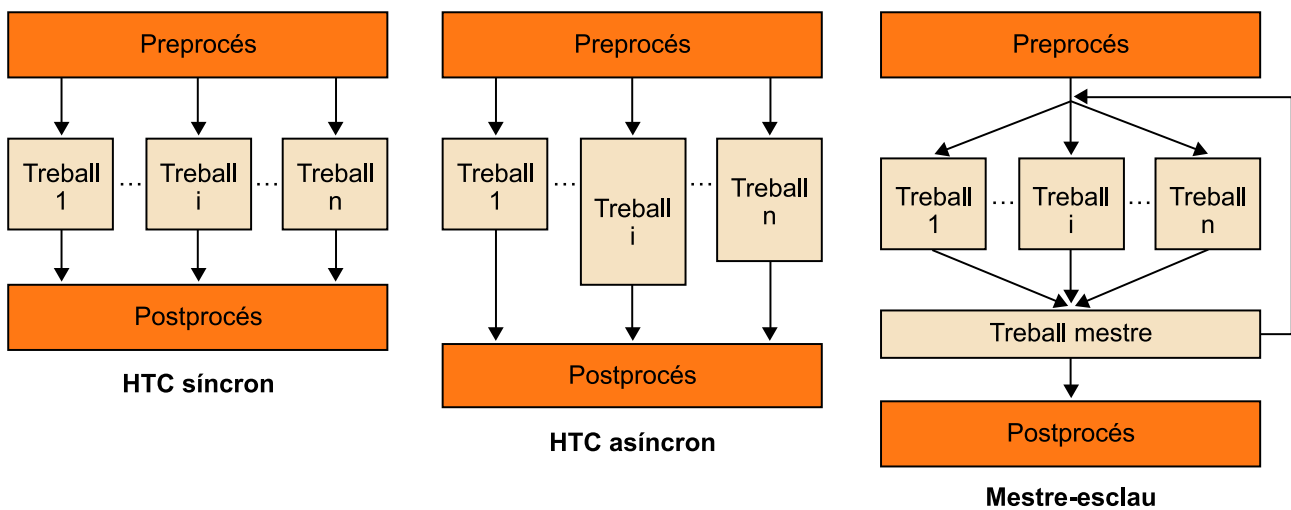 Preprocés
Treball
1
...
Treball
i
...
Treball
n
Postprocés
HTC síncron
Preprocés
Treball
1
...
Treball
i
...
Treball
n
Postprocés
HTC asíncron
Preprocés
Treball
1
...
Treball
i
...
Treball
n
Treball mestre
Postprocés
Mestre-esclau